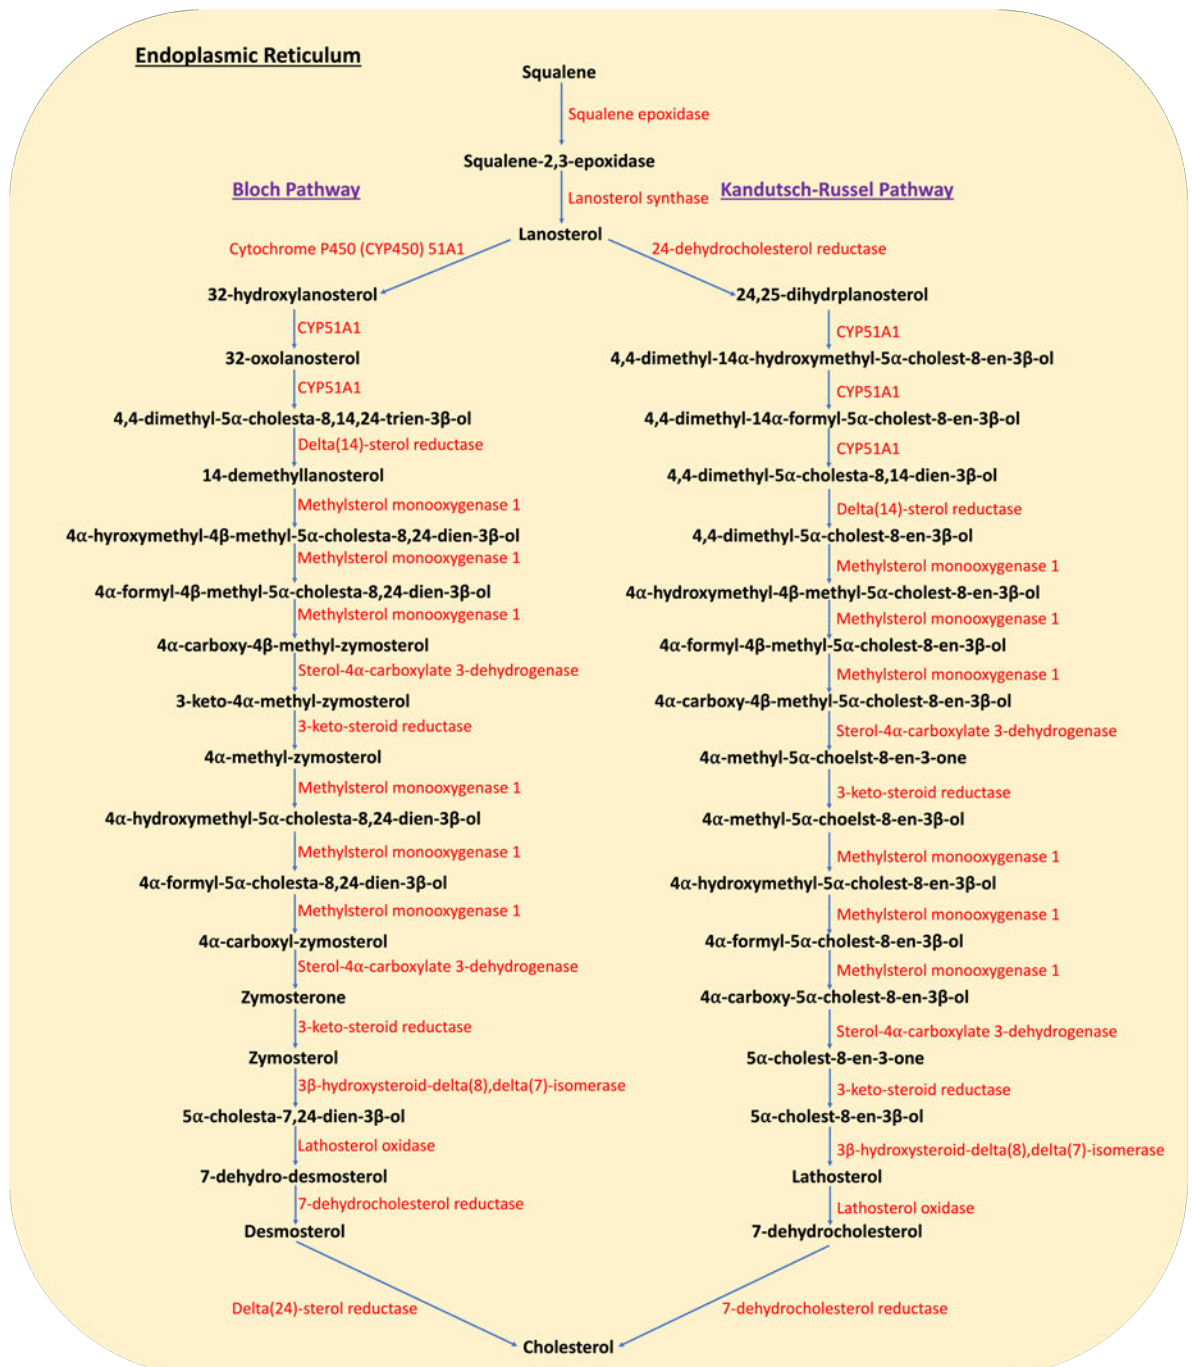 Endoplasmic Reticulum
Squalene
Squalene epoxidase
Squalene-2,3-epoxidase
Bloch Pathway
Kandutsch-Russel Pathway
Lanosterol synthase
Lanosterol
Cytochrome P450 (CYP450) 51A1
32-hydroxylanosterol
CYP51A1
32-oxolanosterol
CYP51A1
4,4-dimethyl-5α-cholesta-8,14,24-trien-3β-ol
Delta(14)-sterol reductase
14-demethyllanosterol
Methylsterol monooxygenase 1
4α-hyroxymethyl-4β-methyl-5α-cholesta-8,24-dien-3β-ol
Methylsterol monooxygenase 1
4α-formyl-4β-methyl-5α-cholesta-8,24-dien-3β-ol
Methylsterol monooxygenase 1
4α-carboxy-4β-methyl-zymosterol
Sterol-4α-carboxylate 3-dehydrogenase
3-keto-4α-methyl-zymosterol
3-keto-steroid reductase
4α-methyl-zymosterol
Methylsterol monooxygenase 1
4α-hydroxymethyl-5α-cholesta-8,24-dien-3β-ol
Methylsterol monooxygenase 1
4α-formyl-5α-cholesta-8,24-dien-3β-ol
Methylsterol monooxygenase 1
4α-carboxyl-zymosterol
Sterol-4α-carboxylate 3-dehydrogenase
Zymosterone
3-keto-steroid reductase
Zymosterol
3β-hydroxysteroid-delta(8),delta(7)-isomerase
5α-cholesta-7,24-dien-3β-ol
Lathosterol oxidase
7-dehydro-desmosterol
7-dehydrocholesterol reductase
Desmosterol
Delta(24)-sterol reductase
24-dehydrocholesterol reductase
24,25-dihydrplanosterol
CYP51A1
4,4-dimethyl-14α-hydroxymethyl-5α-cholest-8-en-3β-ol
CYP51A1
4,4-dimethyl-14α-formyl-5α-cholest-8-en-3β-ol
CYP51A1
4,4-dimethyl-5α-cholesta-8,14-dien-3β-ol
Delta(14)-sterol reductase
4,4-dimethyl-5α-cholest-8-en-3β-ol
Methylsterol monooxygenase 1
4α-hydroxymethyl-4β-methyl-5α-cholest-8-en-3β-ol
Methylsterol monooxygenase 1
4α-formyl-4β-methyl-5α-cholest-8-en-3β-ol
Methylsterol monooxygenase 1
4α-carboxy-4β-methyl-5α-cholest-8-en-3β-ol
Sterol-4α-carboxylate 3-dehydrogenase
4α-methyl-5α-choelst-8-en-3-one
3-keto-steroid reductase
4α-methyl-5α-choelst-8-en-3β-ol
Methylsterol monooxygenase 1
4α-hydroxymethyl-5α-cholest-8-en-3β-ol
Methylsterol monooxygenase 1
4α-formyl-5α-cholest-8-en-3β-ol
Methylsterol monooxygenase 1
4α-carboxy-5α-cholest-8-en-3β-ol
Sterol-4α-carboxylate 3-dehydrogenase
5α-cholest-8-en-3-one
3-keto-steroid reductase
5α-cholest-8-en-3β-ol
3β-hydroxysteroid-delta(8),delta(7)-isomerase
Lathosterol
Lathosterol oxidase
7-dehydrocholesterol
7-dehydrocholesterol reductase
Cholesterol